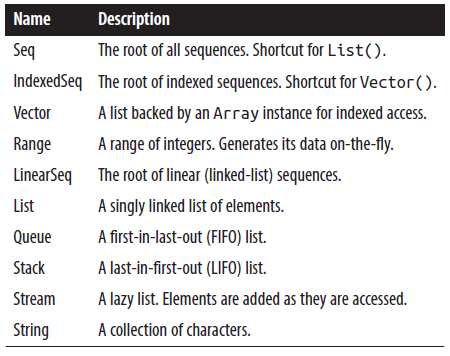 Name Description
Seq The root of all sequences. Shortcut for List().
IndexedSeq The root of indexed sequences. Shortcut for Vector().
Vector A list backed by an Array instance for indexed access.
Range A range of integers. Generates its data on-the-fly.
LinearSeq The root of linear (linked-list) sequences.
List A singly linked list of elements.
Queue A first-in-last-out (FIFO) list.
Stack A last-in-first-out (LIFO) list.
Stream A lazy list. Elements are added as they are accessed.
String A collection of characters.